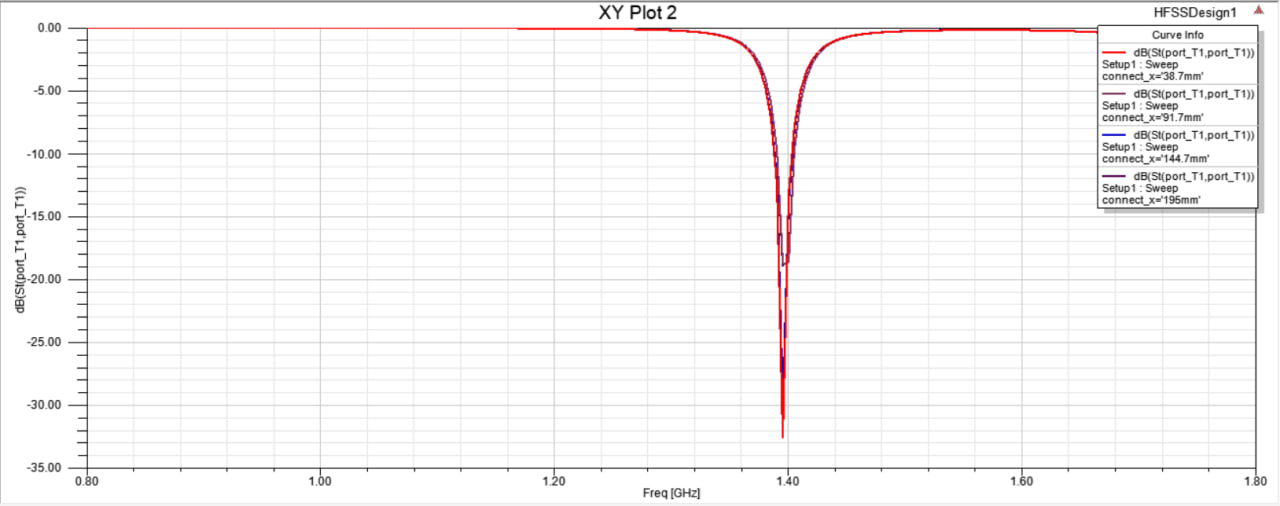 XY Plot 2
HFSSDesign1
Curve Info
dB(St(port_T1,port_T1))
Setup1 : Sweep
connect_x='38.7mm'
dB(St(port_T1,port_T1))
Setup1 : Sweep
connect_x='91.7mm'
dB(St(port_T1,port_T1))
Setup1 : Sweep
connect_x='144.7mm'
dB(St(port_T1,port_T1))
Setup1 : Sweep
connect_x='195mm'
dB(St(port_T1,port_T1))
0.00
-5.00
-10.00
-15.00
-20.00
-25.00
-30.00
-35.00
0.80
1.00
1.20
1.40
1.60
1.80
Freq [GHz]